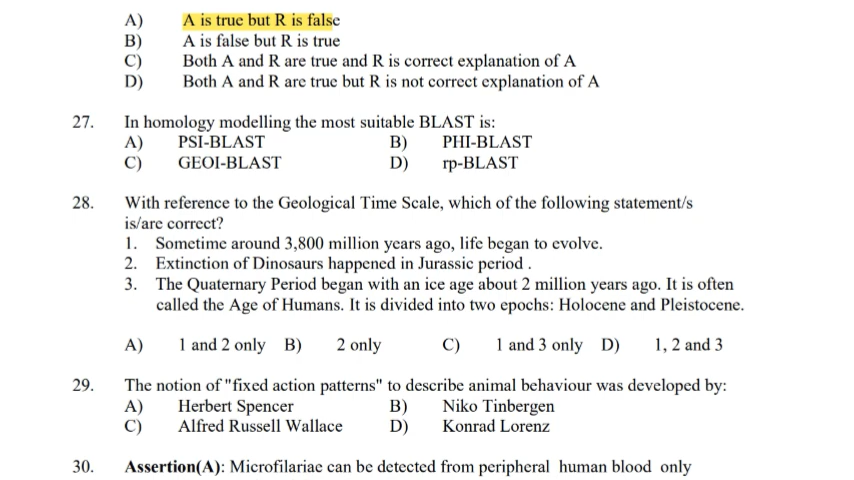 A) A is true but R is false
B) A is false but R is true
C) Both A and R are true and R is correct explanation of A
D) Both A and R are true but R is not correct explanation of A
27. In homology modelling the most suitable BLAST is:
A) PSI-BLAST B) PHI-BLAST
C) GEOI-BLAST D) rp-BLAST
28. With reference to the Geological Time Scale, which of the following statement/s
is/are correct?
1. Sometime around 3,800 million years ago, life began to evolve.
2. Extinction of Dinosaurs happened in Jurassic period .
3. The Quaternary Period began with an ice age about 2 million years ago. It is often
called the Age of Humans. It is divided into two epochs: Holocene and Pleistocene.
A) 1 and 2 only B) 2 only C) 1 and 3 only D) 1, 2 and 3
29. The notion of "fixed action patterns" to describe animal behaviour was developed by:
A) Herbert Spencer B) Niko Tinbergen
C) Alfred Russell Wallace D) Konrad Lorenz
30. Assertion(A): Microfilariae can be detected from peripheral human blood only